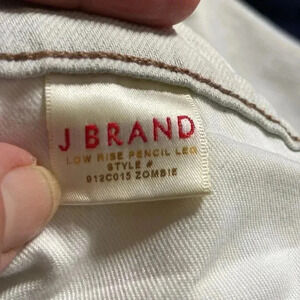 J BRAND
LOW RISE PENCIL LEG
STYLE #
912C015 ZOMBIE